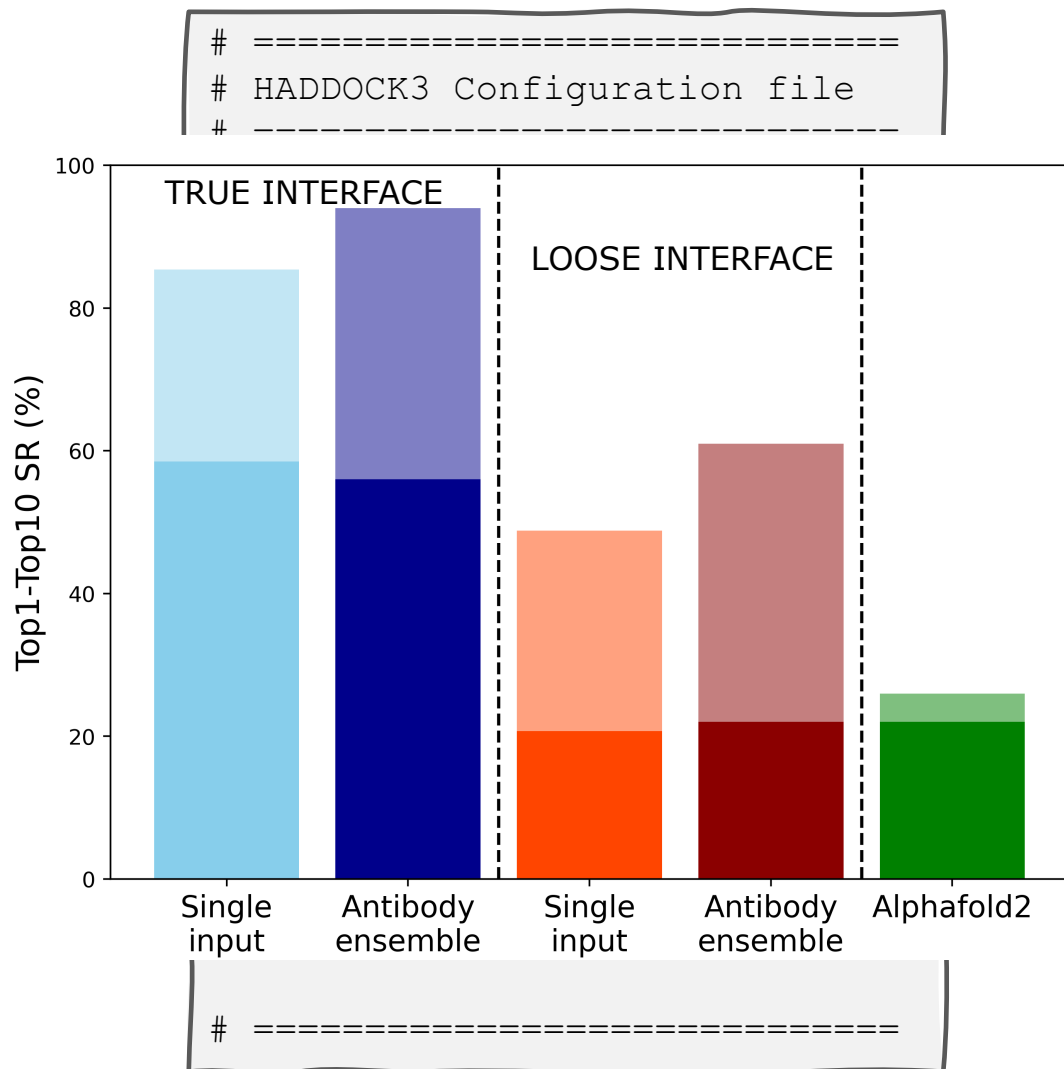 # ==============================
# HADDOCK3 Configuration file
# ==============================
100
TRUE INTERFACE
LOOSE INTERFACE
80
60
40
20
0
Top1-Top10 SR (%)
Single
input
Antibody
ensemble
Single
input
Antibody
ensemble
Alphafold2
# ==============================